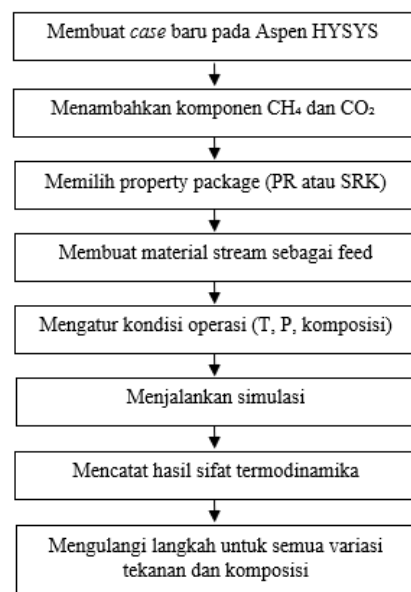 Membuat case baru pada Aspen HYSYS
Menambahkan komponen CH₄ dan CO₂
Memilih property package (PR atau SRK)
Membuat material stream sebagai feed
Mengatur kondisi operasi (T, P, komposisi)
Menjalankan simulasi
Mencatat hasil sifat termodinamika
Mengulangi langkah untuk semua variasi
tekanan dan komposisi